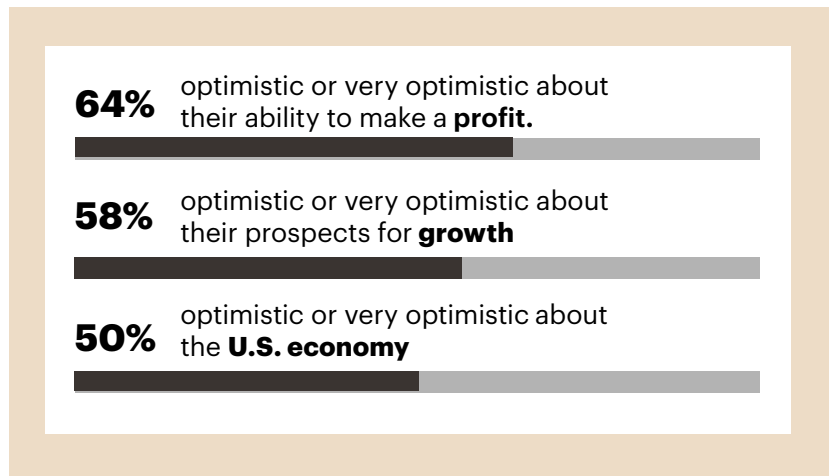 64%
optimistic or very optimistic about
their ability to make a profit.
58%
optimistic or very optimistic about
their prospects for growth
50%
optimistic or very optimistic about
the U.S. economy